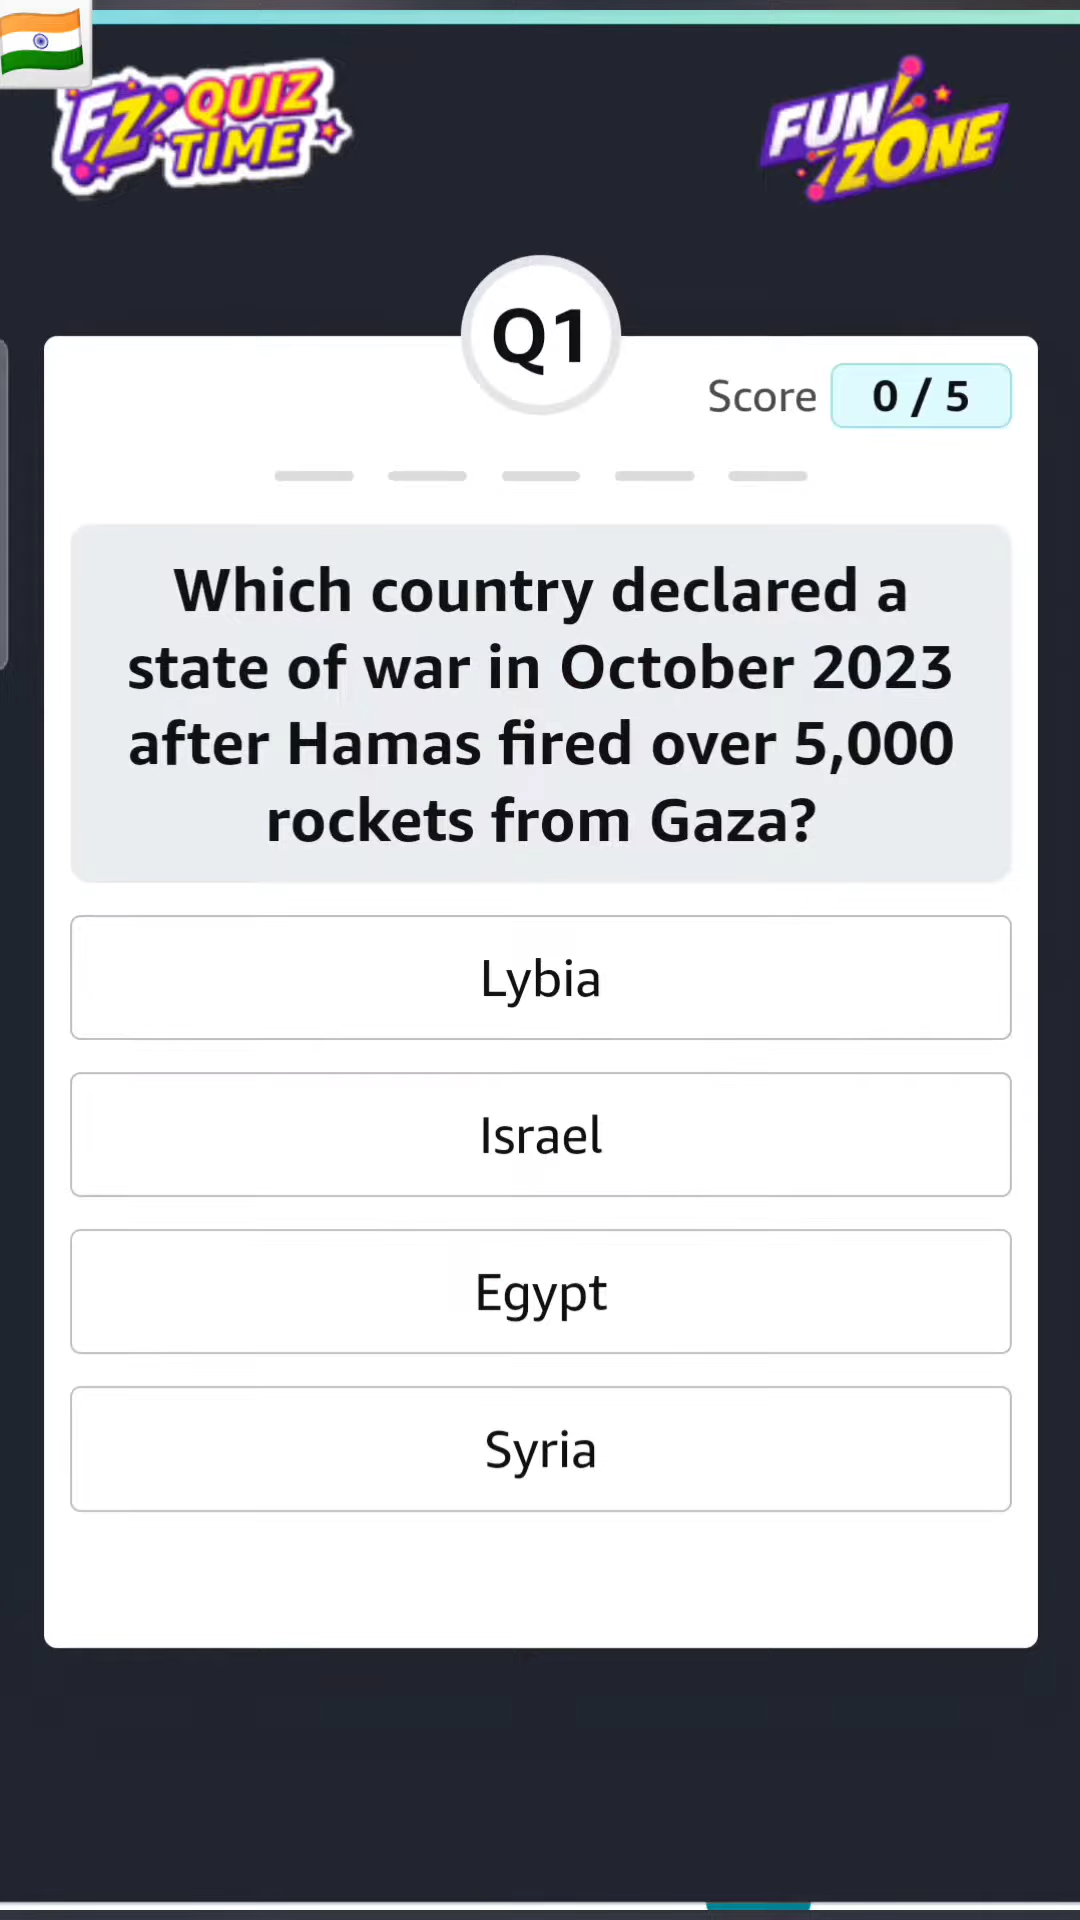 FZ QUIZ
TIME
FUN
ZONE
Q1
Score 0 / 5
Which country declared a
state of war in October 2023
after Hamas fired over 5,000
rockets from Gaza?
Lybia
Israel
Egypt
Syria